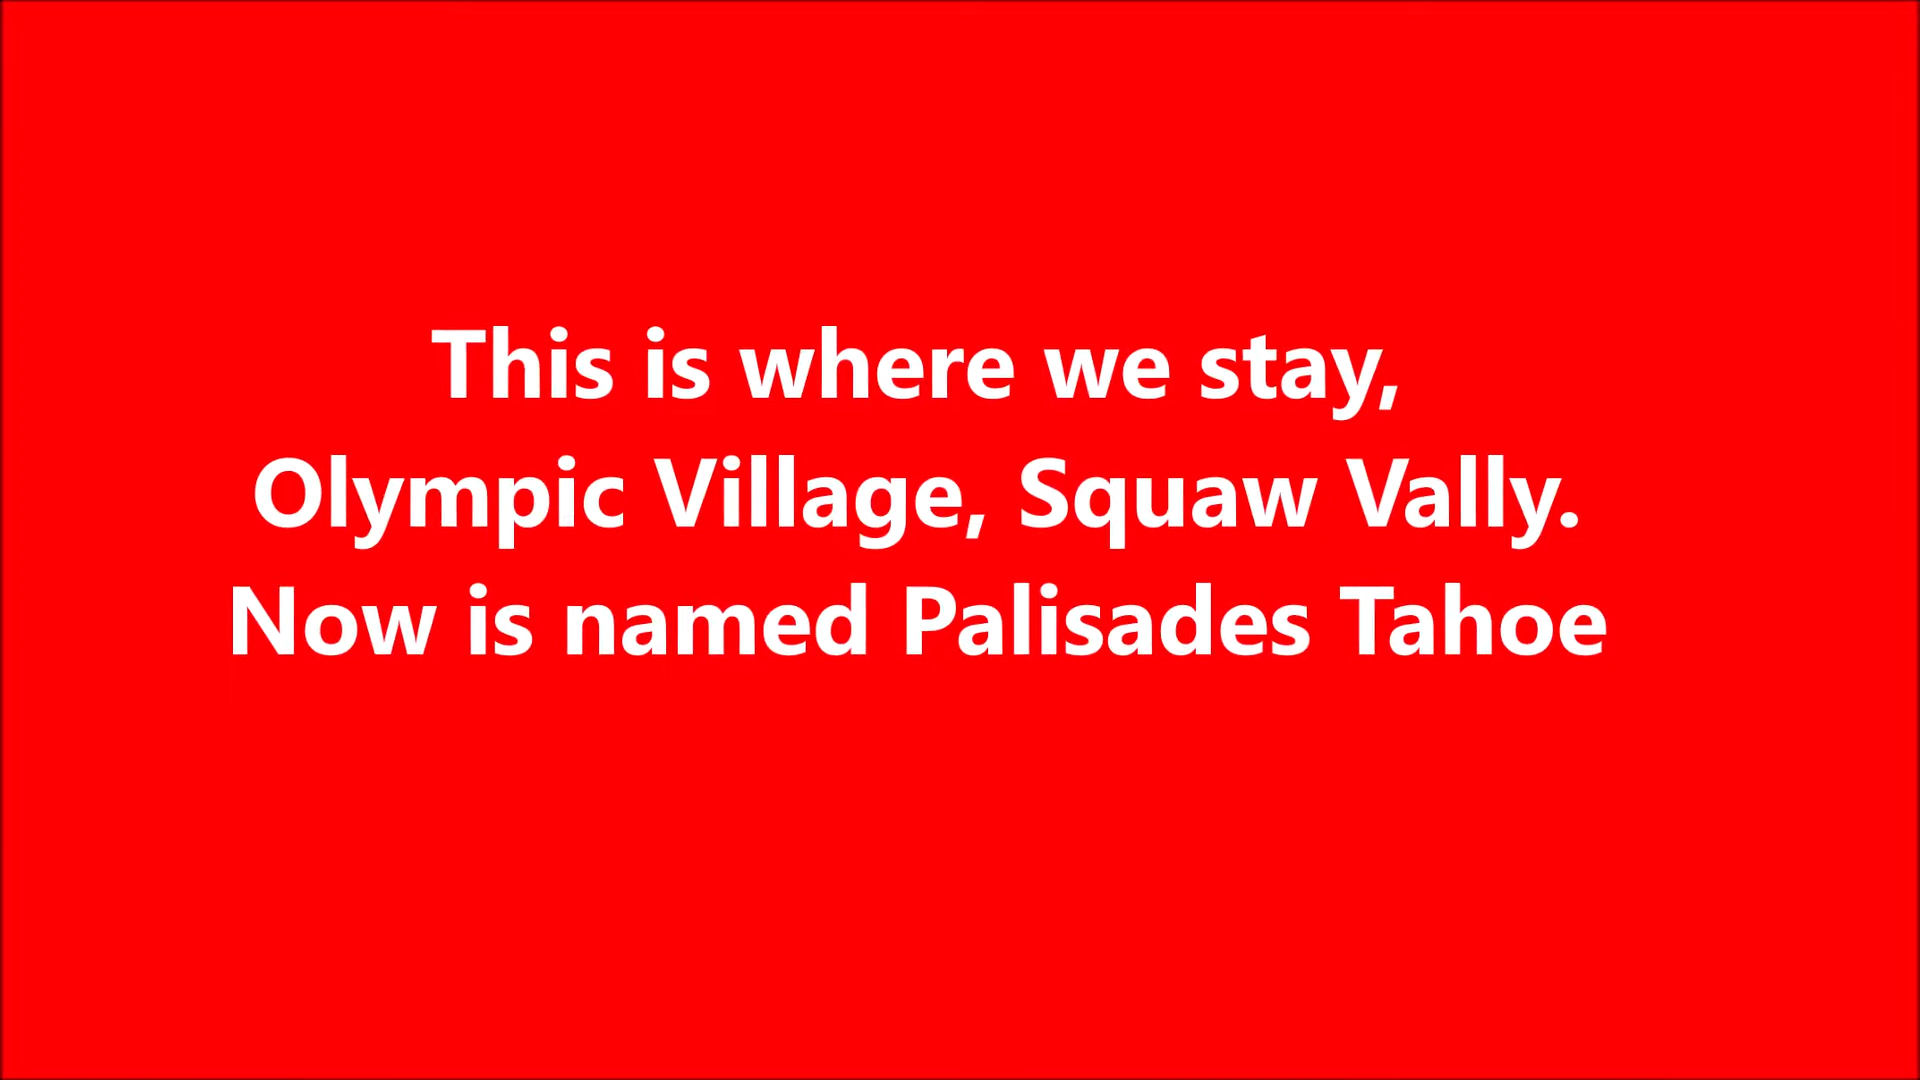 This is where we stay,
Olympic Village, Squaw Vally.
Now is named Palisades Tahoe